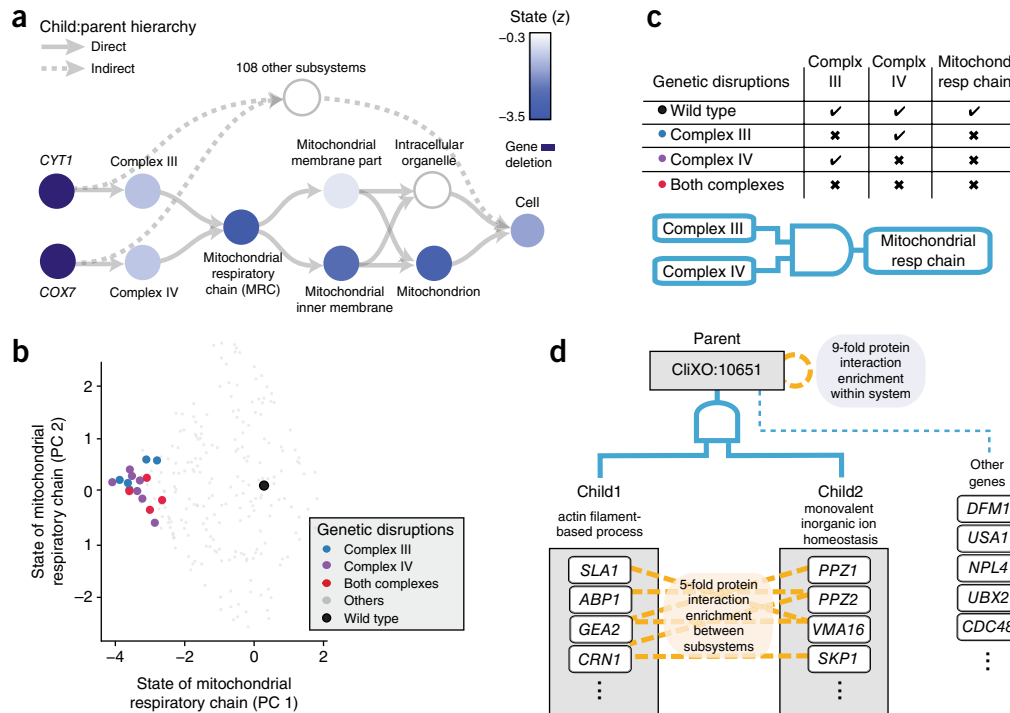 a
Child:parent hierarchy
Direct
Indirect
108 other subsystems
State (z)
−0.3
−3.5
Gene
deletion
CYT1
Complex III
Mitochondrial
membrane part
Intracellular
organelle
Cell
COX7
Complex IV
Mitochondrial
respiratory
chain (MRC)
Mitochondrial
inner membrane
Mitochondrion
b
State of mitochondrial
respiratory chain (PC 2)
2
1
0
1
−2
−4
−2
0
2
State of mitochondrial
respiratory chain (PC 1)
Genetic disruptions
Complex III
Complex IV
Both complexes
Others
Wild type
c
Genetic disruptions
Complx
III
Complx
IV
Mitochond
resp chain
Wild type ✔ ✔ ✔
Complex III ✖ ✔ ✖
Complex IV ✔ ✖ ✖
Both complexes ✖ ✖ ✖
Complex III
Complex IV
Mitochondrial
resp chain
d
Parent
CliXO:10651
9-fold protein
interaction
enrichment
within system
Child1
actin filament-
based process
SLA1
ABP1
GEA2
CRN1
⋮
5-fold protein
interaction
enrichment
between
subsystems
Child2
monovalent
inorganic ion
homeostasis
PPZ1
PPZ2
VMA16
SKP1
⋮
Other
genes
DFM1
USA1
NPL4
UBX2
CDC48
⋮